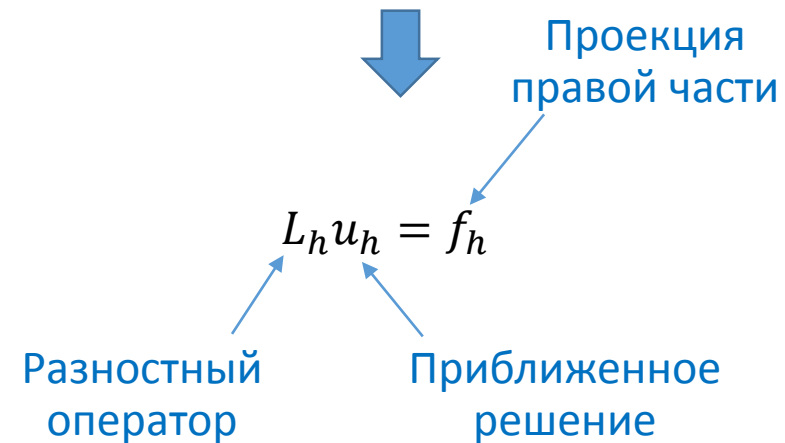 Проекция
правой части
$L_h u_h = f_h$
Разностный
оператор
Приближенное
решение